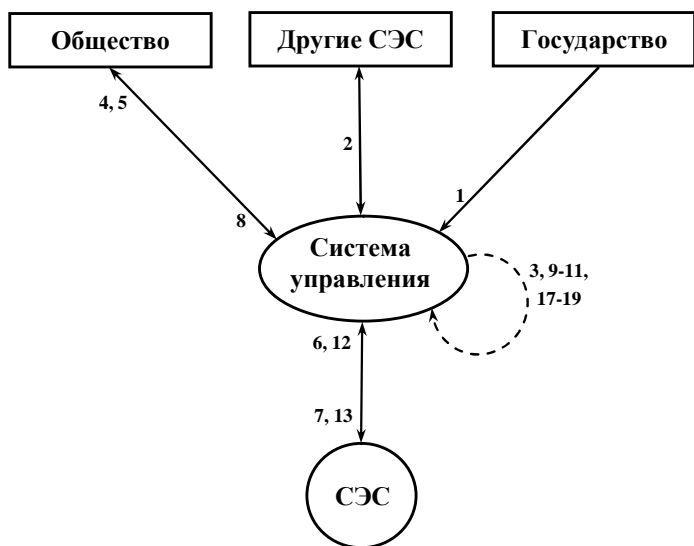 Общество
Другие СЭС
Государство
4, 5
2
1
8
Система
управления
3, 9-11,
17-19
6, 12
7, 13
СЭС